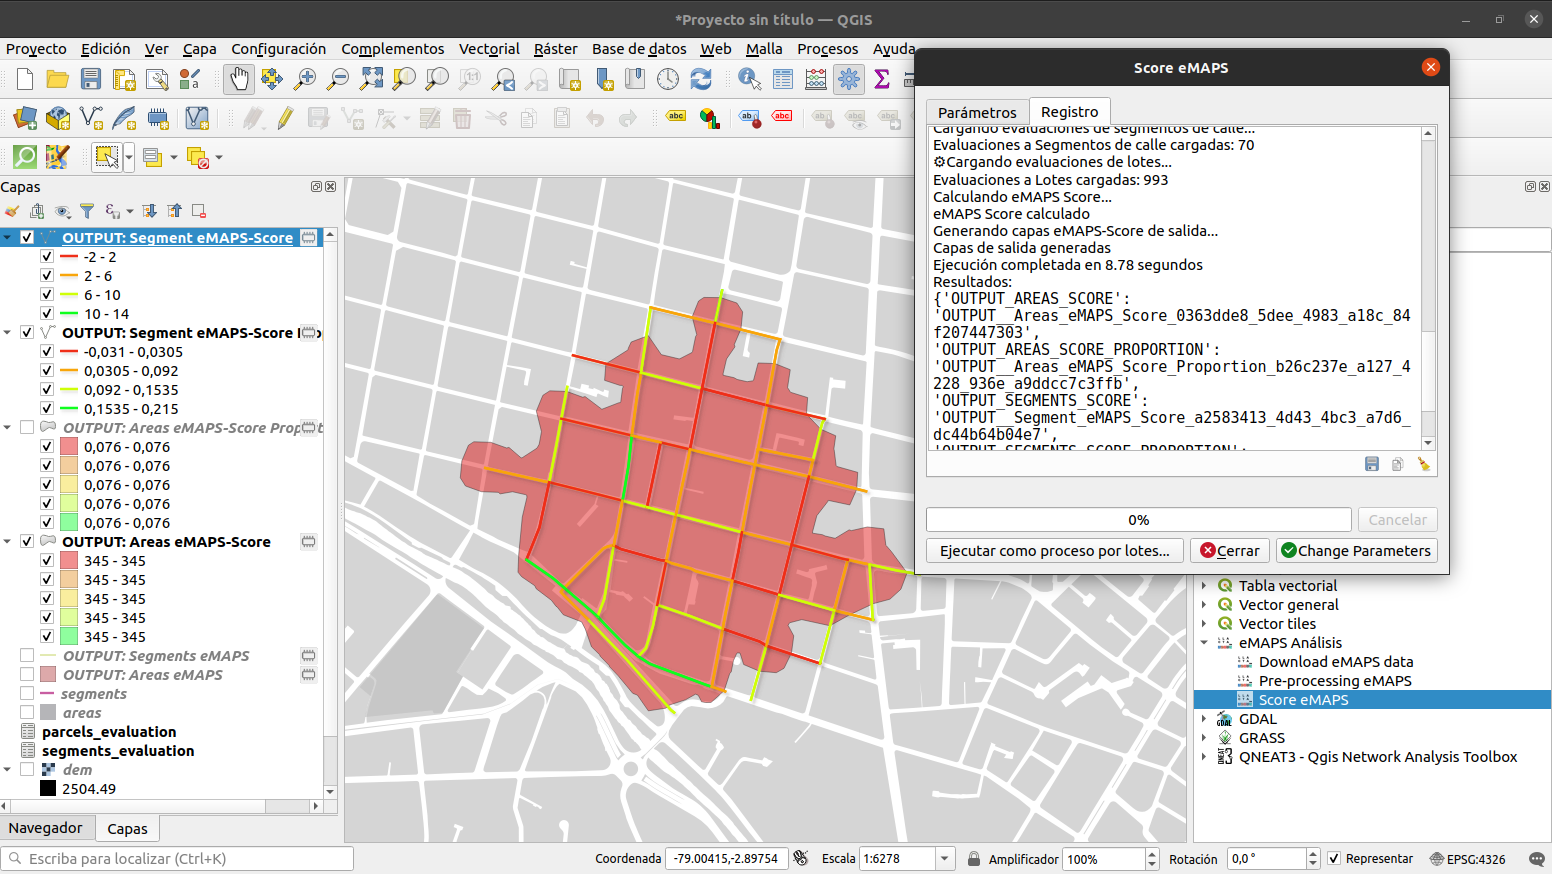 *Proyecto sin título — QGIS
Proyecto Edición Ver Capa Configuración Complementos Vectorial Ráster Base de datos Web Malla Procesos Ayuda
Capas
OUTPUT: Segment eMAPS-Score
-2 - 2
2 - 6
6 - 10
10 - 14
OUTPUT: Segment eMAPS-Score
-0,031 - 0,0305
0,0305 - 0,092
0,092 - 0,1535
0,1535 - 0,215
OUTPUT: Areas eMAPS-Score Prop
0,076 - 0,076
0,076 - 0,076
0,076 - 0,076
0,076 - 0,076
0,076 - 0,076
OUTPUT: Areas eMAPS-Score
345 - 345
345 - 345
345 - 345
345 - 345
345 - 345
OUTPUT: Segments eMAPS
OUTPUT: Areas eMAPS
segments
areas
parcels_evaluation
segments_evaluation
dem
2504.49
Navegador Capas
Score eMAPS
Parámetros Registro
Cargando evaluaciones de segmentos de calle...
Evaluaciones a Segmentos de calle cargadas: 70
⚙Cargando evaluaciones de lotes...
Evaluaciones a Lotes cargadas: 993
Calculando eMAPS Score...
eMAPS Score calculado
Generando capas eMAPS-Score de salida...
Capas de salida generadas
Ejecución completada en 8.78 segundos
Resultados:
{'OUTPUT_AREAS_SCORE':
'OUTPUT__Areas_eMAPS_Score_0363dde8_5dee_4983_a18c_84
f207447303',
'OUTPUT_AREAS_SCORE_PROPORTION':
'OUTPUT__Areas_eMAPS_Score_Proportion_b26c237e_a127_4
228_936e_a9ddcc7c3ffb',
'OUTPUT_SEGMENTS_SCORE':
'OUTPUT__Segment_eMAPS_Score_a2583413_4d43_4bc3_a7d6_
dc44b64b04e7',
'OUTPUT_SEGMENTS_SCORE_PROPORTION':
0%
Cancelar
Ejecutar como proceso por lotes... Cerrar Change Parameters
Tabla vectorial
Vector general
Vector tiles
eMAPS Análisis
Download eMAPS data
Pre-processing eMAPS
Score eMAPS
GDAL
GRASS
QNEAT3 - Qgis Network Analysis Toolbox
Escriba para localizar (Ctrl+K)
Coordenada -79.00415,-2.89754 Escala 1:6278 Amplificador 100% Rotación 0,0 ° Representar EPSG:4326